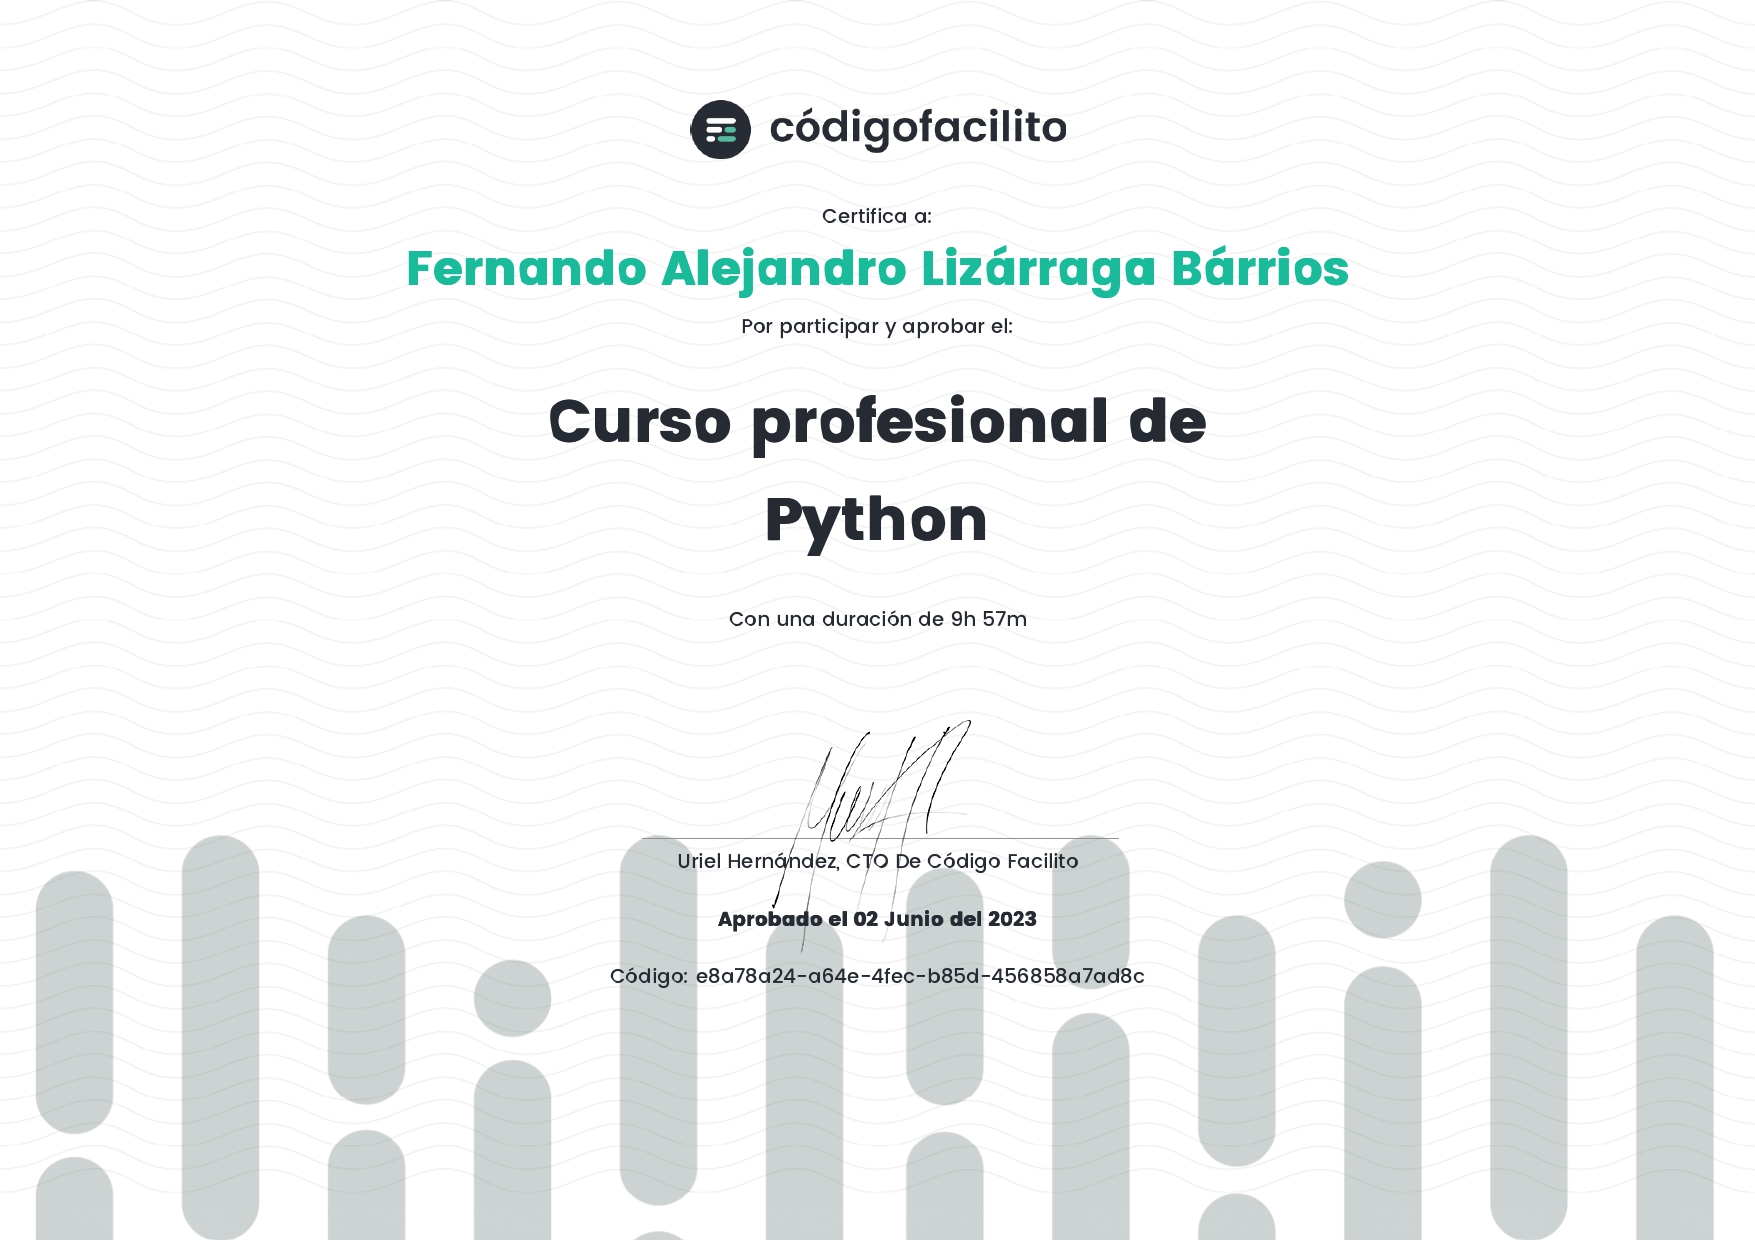 códigofacilito
Certifica a:
Fernando Alejandro Lizárraga Bárrios
Por participar y aprobar el:
Curso profesional de
Python
Con una duración de 9h 57m
Uriel Hernández, CTO De Código Facilito
Aprobado el 02 Junio del 2023
Código: e8a78a24-a64e-4fec-b85d-456858a7ad8c